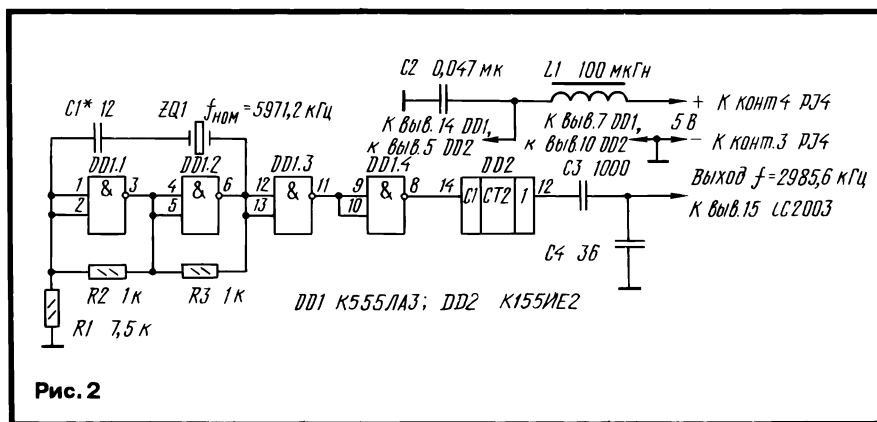 C2 0,047 мк L1 100 мкГн
C1* 12 ZQ1 fном = 5971,2 кГц
+ К конт.4 PJ4
К выв. 14 DD1, К выв. 7 DD1, 5 В
к выв. 5 DD2 к выв. 10 DD2 - К конт. 3 PJ4
DD1.1 DD1.2 DD1.3 DD1.4 DD2 C3 1000
Выход f = 2985,6 кГц
1 & 3 4 & 6 12 & 11 9 & 8 14 C1 CT2 1 12
2 5 13 10
К выв. 15 IC2003
C4 36
R2 1 к R3 1 к
DD1 К555ЛА3; DD2 К155ИЕ2
R1 7,5 к
Рис. 2